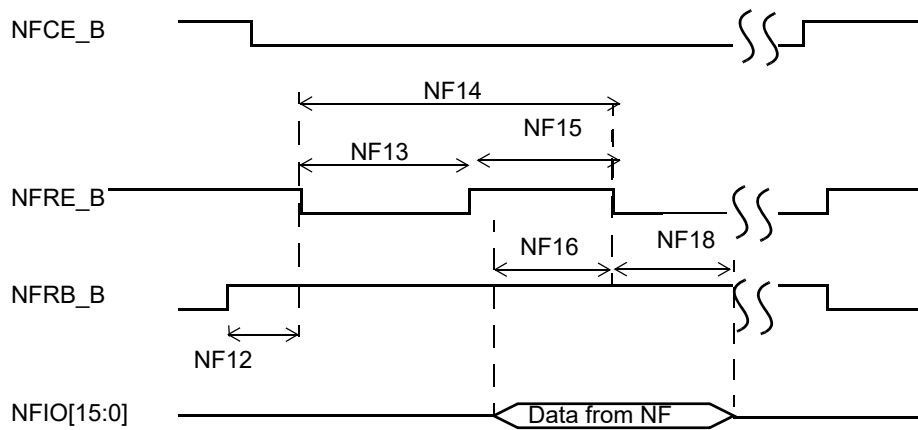 NFCE_B
NF14
NF15
NF13
NFRE_B
NF16
NF18
NFRB_B
NF12
NFIO[15:0]
Data from NF